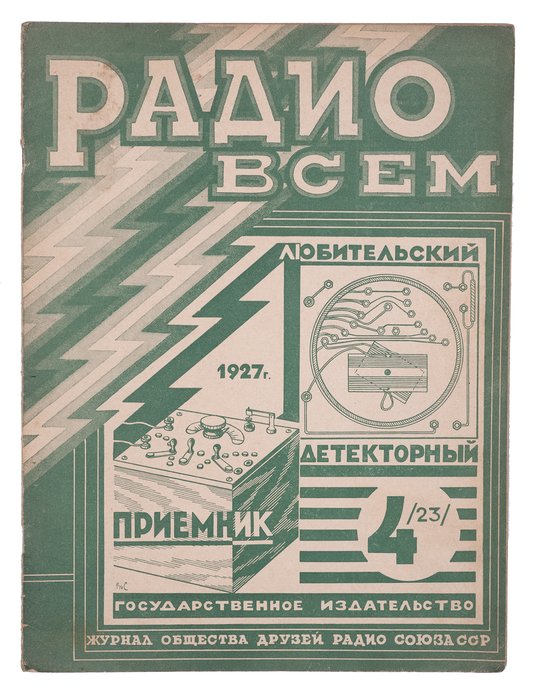 РАДИО
ВСЕМ
ЛЮБИТЕЛЬСКИЙ
1927г.
ДЕТЕКТОРНЫЙ
ПРИЕМНИК
4 /23/
ГОСУДАРСТВЕННОЕ ИЗДАТЕЛЬСТВО
ЖУРНАЛ ОБЩЕСТВА ДРУЗЕЙ РАДИО СОЮЗА ССР